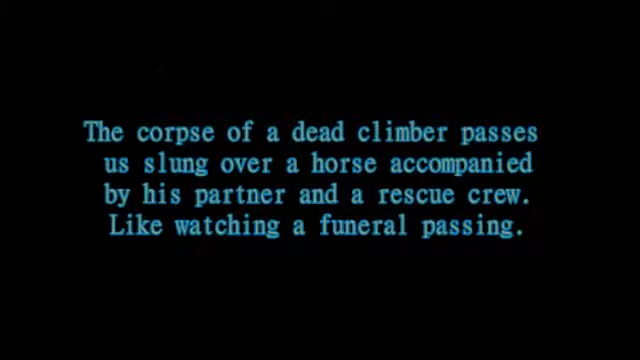 The corpse of a dead climber passes
us slung over a horse accompanied
by his partner and a rescue crew.
Like watching a funeral passing.